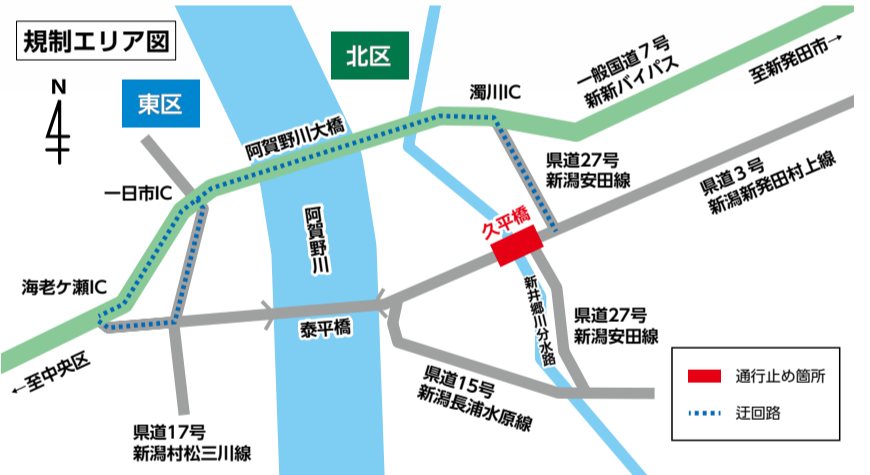 規制エリア図
N
北区
東区
濁川IC
一般国道7号
新新バイパス
至新発田市→
阿賀野川大橋
県道27号
新潟安田線
県道3号
新潟新発田村上線
一日市IC
阿賀野川
久平橋
海老ケ瀬IC
新井郷川分水路
泰平橋
県道27号
新潟安田線
←至中央区
県道15号
新潟長浦水原線
通行止め箇所
迂回路
県道17号
新潟村松三川線